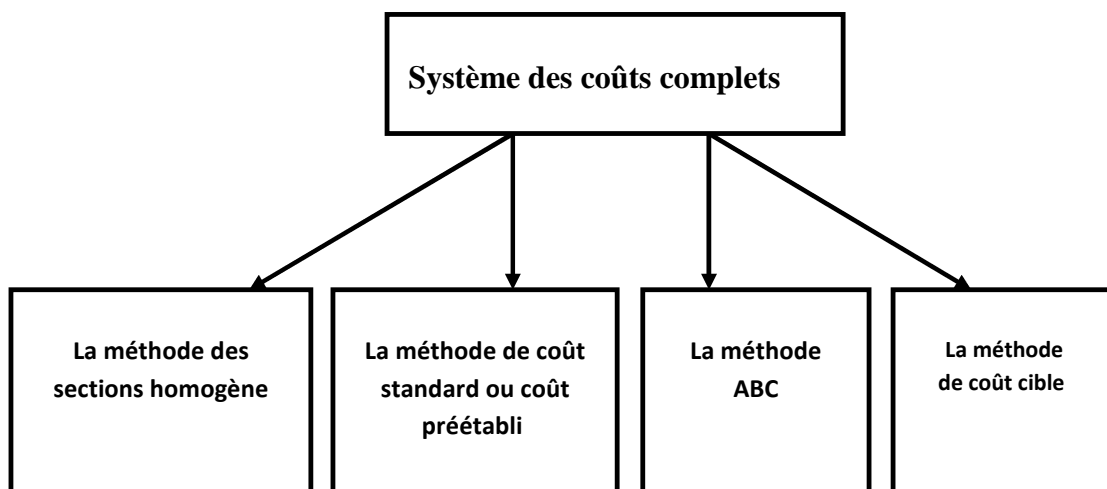 Système des coûts complets
La méthode des
sections homogène
La méthode de coût
standard ou coût
préétabli
La méthode
ABC
La méthode
de coût cible